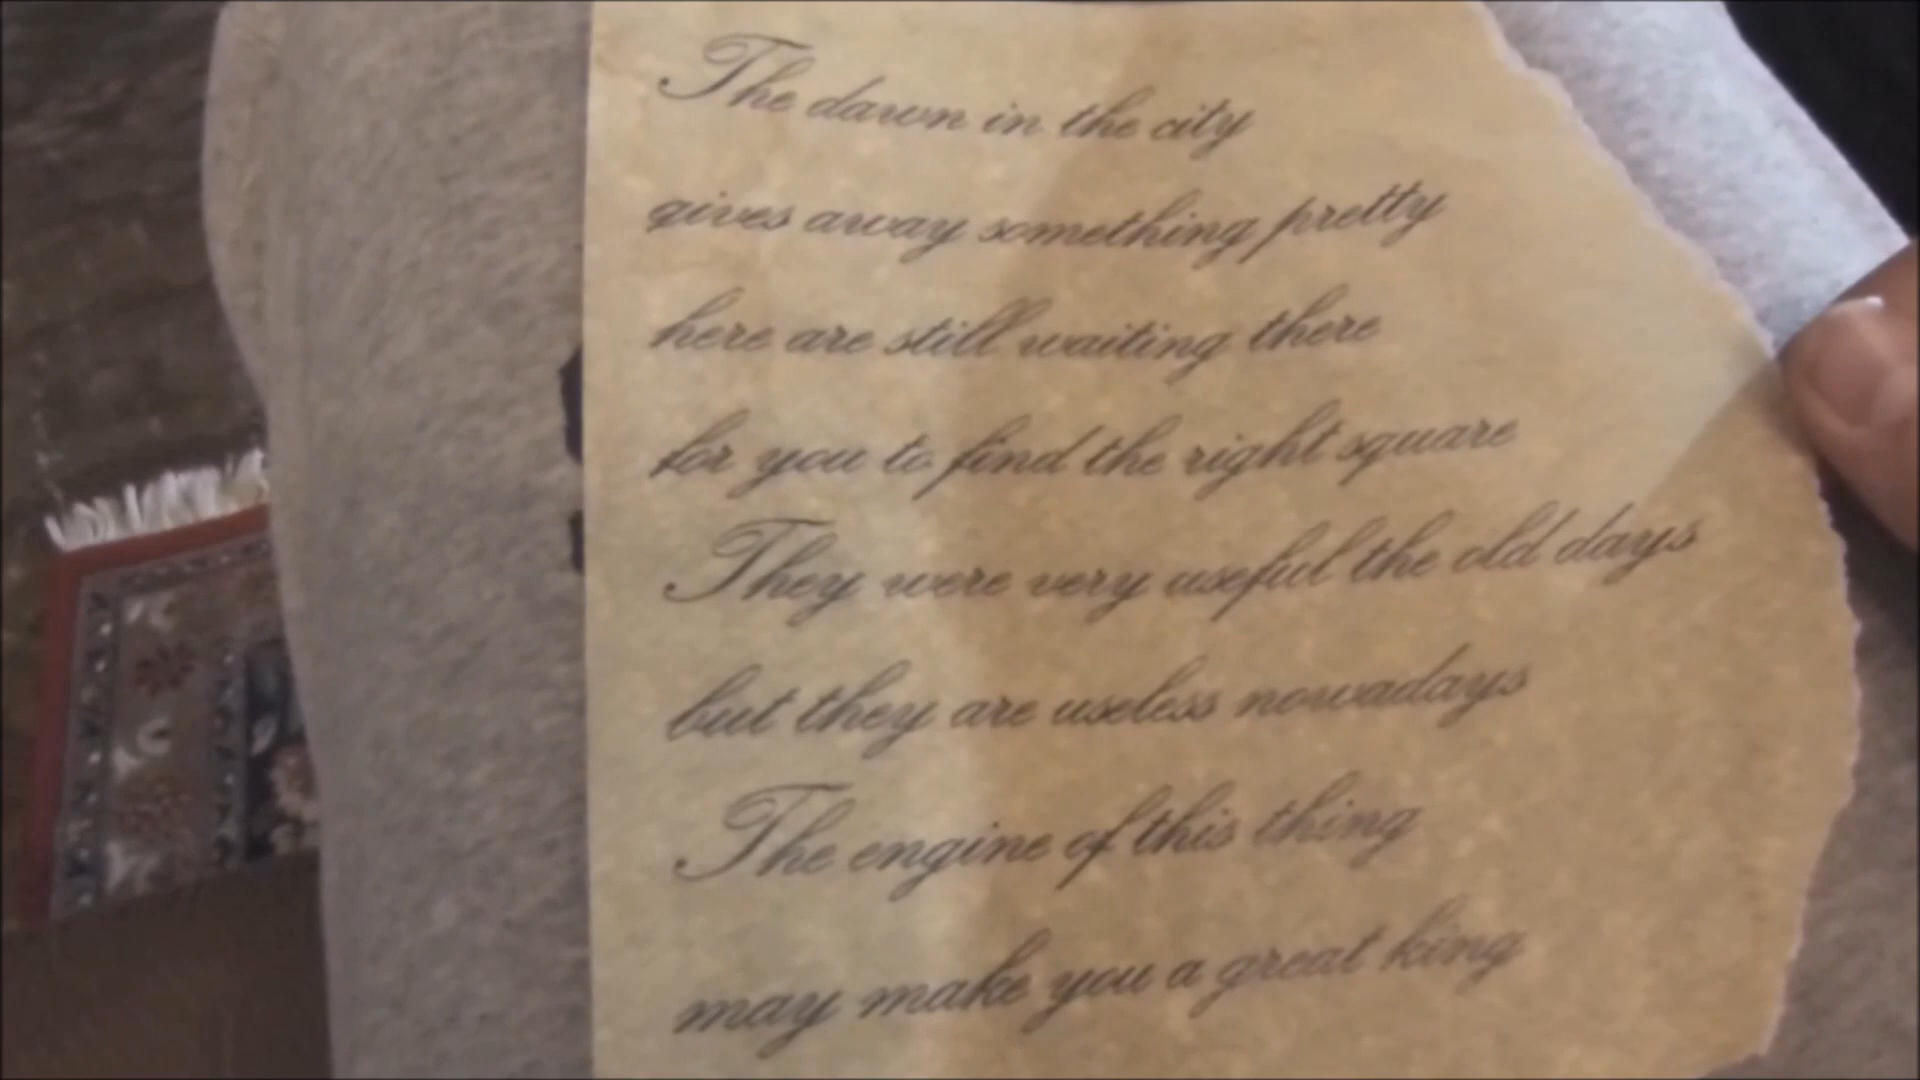 The dawn in the city
gives away something pretty
here are still waiting there
for you to find the right square
They were very useful the old days
but they are useless nowadays
The engine of this thing
may make you a great king